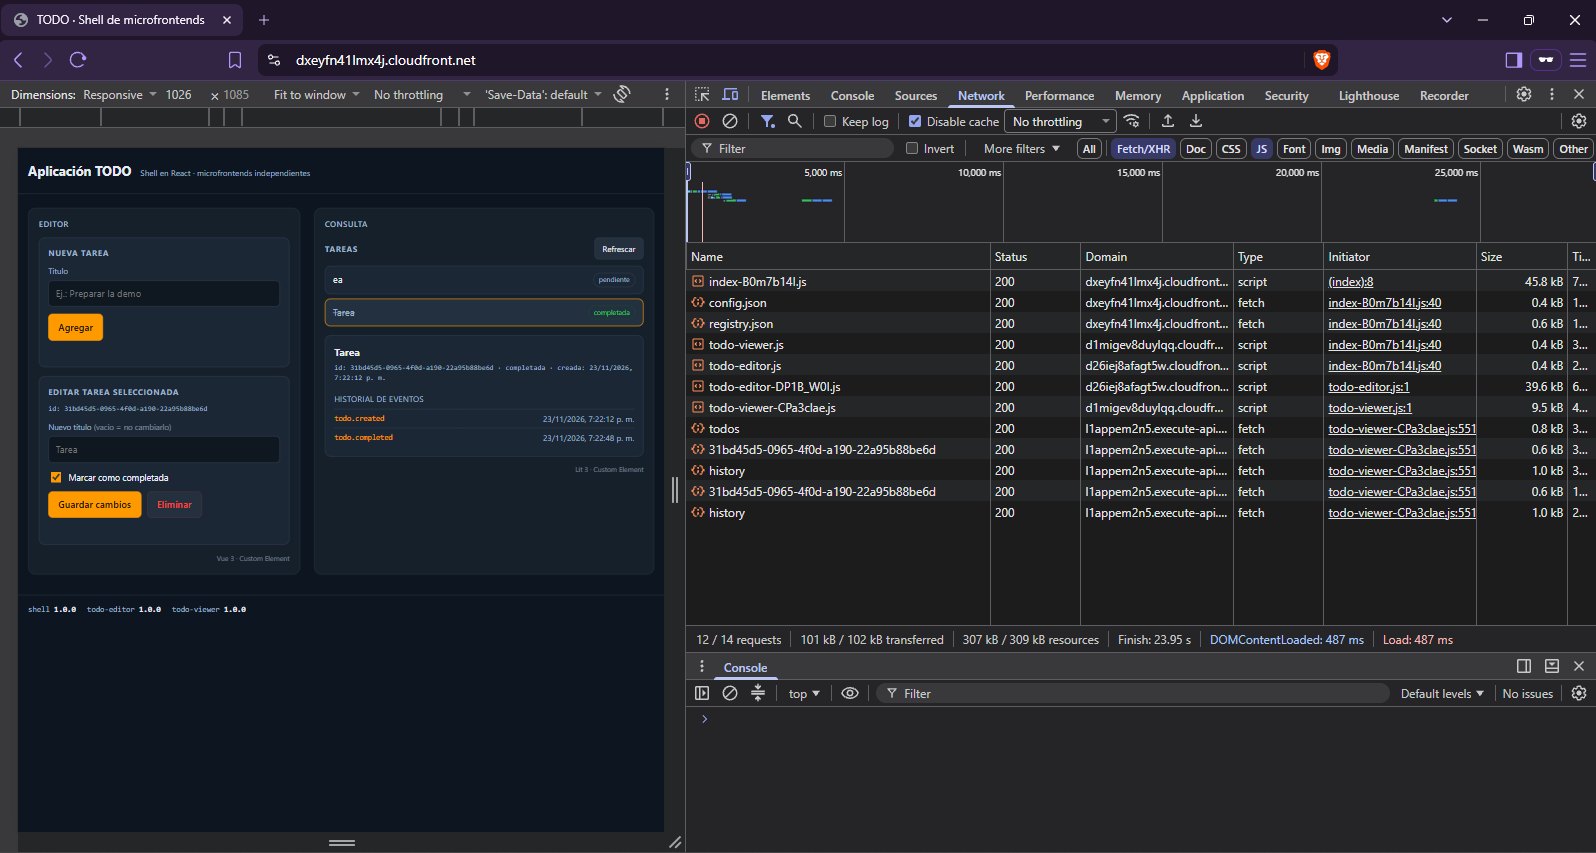 TODO · Shell de microfrontends
dxeyfn41lmx4j.cloudfront.net
Dimensions: Responsive 1026 x 1085 Fit to window No throttling 'Save-Data': default
Aplicación TODO Shell en React · microfrontends independientes
EDITOR
NUEVA TAREA
Título
Ej.: Preparar la demo
Agregar
EDITAR TAREA SELECCIONADA
id: 31bd45d5-0965-4f0d-a190-22a95b88be6d
Nuevo título (vacío = no cambiarlo)
Tarea
Marcar como completada
Guardar cambios Eliminar
Vue 3 · Custom Element
CONSULTA
TAREAS Refrescar
ea pendiente
Tarea completada
Tarea
id: 31bd45d5-0965-4f0d-a190-22a95b88be6d · completada · creada: 23/11/2026,
7:22:12 p. m.
HISTORIAL DE EVENTOS
todo.created 23/11/2026, 7:22:12 p. m.
todo.completed 23/11/2026, 7:22:48 p. m.
Lit 3 · Custom Element
shell 1.0.0 todo-editor 1.0.0 todo-viewer 1.0.0
Elements Console Sources Network Performance Memory Application Security Lighthouse Recorder
Keep log Disable cache No throttling
Filter Invert More filters All Fetch/XHR Doc CSS JS Font Img Media Manifest Socket Wasm Other
5,000 ms 10,000 ms 15,000 ms 20,000 ms 25,000 ms
Name Status Domain Type Initiator Size Ti...
index-B0m7b14I.js 200 dxeyfn41lmx4j.cloudfront... script (index):8 45.8 kB 7...
config.json 200 dxeyfn41lmx4j.cloudfront... fetch index-B0m7b14I.js:40 0.4 kB 1...
registry.json 200 dxeyfn41lmx4j.cloudfront... fetch index-B0m7b14I.js:40 0.6 kB 1...
todo-viewer.js 200 d1migev8duylqq.cloudfr... script index-B0m7b14I.js:40 0.4 kB 3...
todo-editor.js 200 d26iej8afagt5w.cloudfron... script index-B0m7b14I.js:40 0.4 kB 2...
todo-editor-DP1B_W0I.js 200 d26iej8afagt5w.cloudfron... script todo-editor.js:1 39.6 kB 6...
todo-viewer-CPa3clae.js 200 d1migev8duylqq.cloudfr... script todo-viewer.js:1 9.5 kB 4...
todos 200 l1appem2n5.execute-api.... fetch todo-viewer-CPa3clae.js:551 0.8 kB 3...
31bd45d5-0965-4f0d-a190-22a95b88be6d 200 l1appem2n5.execute-api.... fetch todo-viewer-CPa3clae.js:551 0.6 kB 3...
history 200 l1appem2n5.execute-api.... fetch todo-viewer-CPa3clae.js:551 1.0 kB 3...
31bd45d5-0965-4f0d-a190-22a95b88be6d 200 l1appem2n5.execute-api.... fetch todo-viewer-CPa3clae.js:551 0.6 kB 1...
history 200 l1appem2n5.execute-api.... fetch todo-viewer-CPa3clae.js:551 1.0 kB 2...
12 / 14 requests 101 kB / 102 kB transferred 307 kB / 309 kB resources Finish: 23.95 s DOMContentLoaded: 487 ms Load: 487 ms
Console
top Filter Default levels No issues